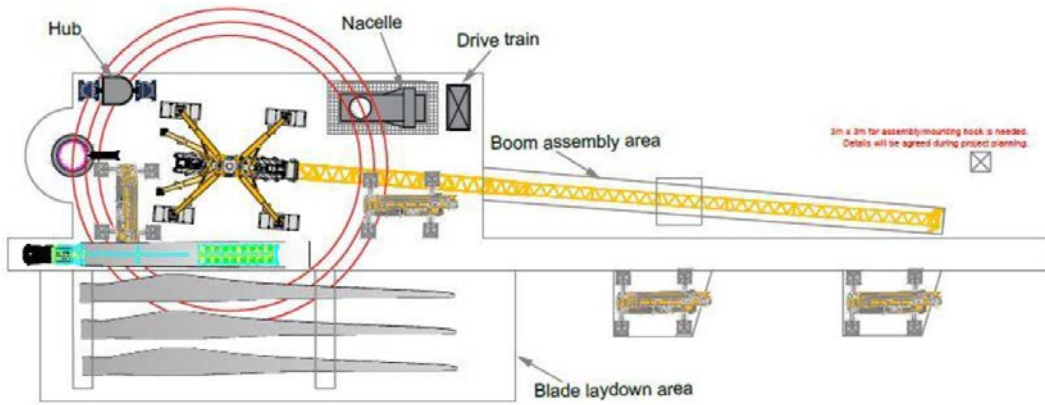 Hub
Nacelle
Drive train
Boom assembly area
3m x 3m for assembly/mounting hook is needed.
Details will be agreed during project planning.
Blade laydown area